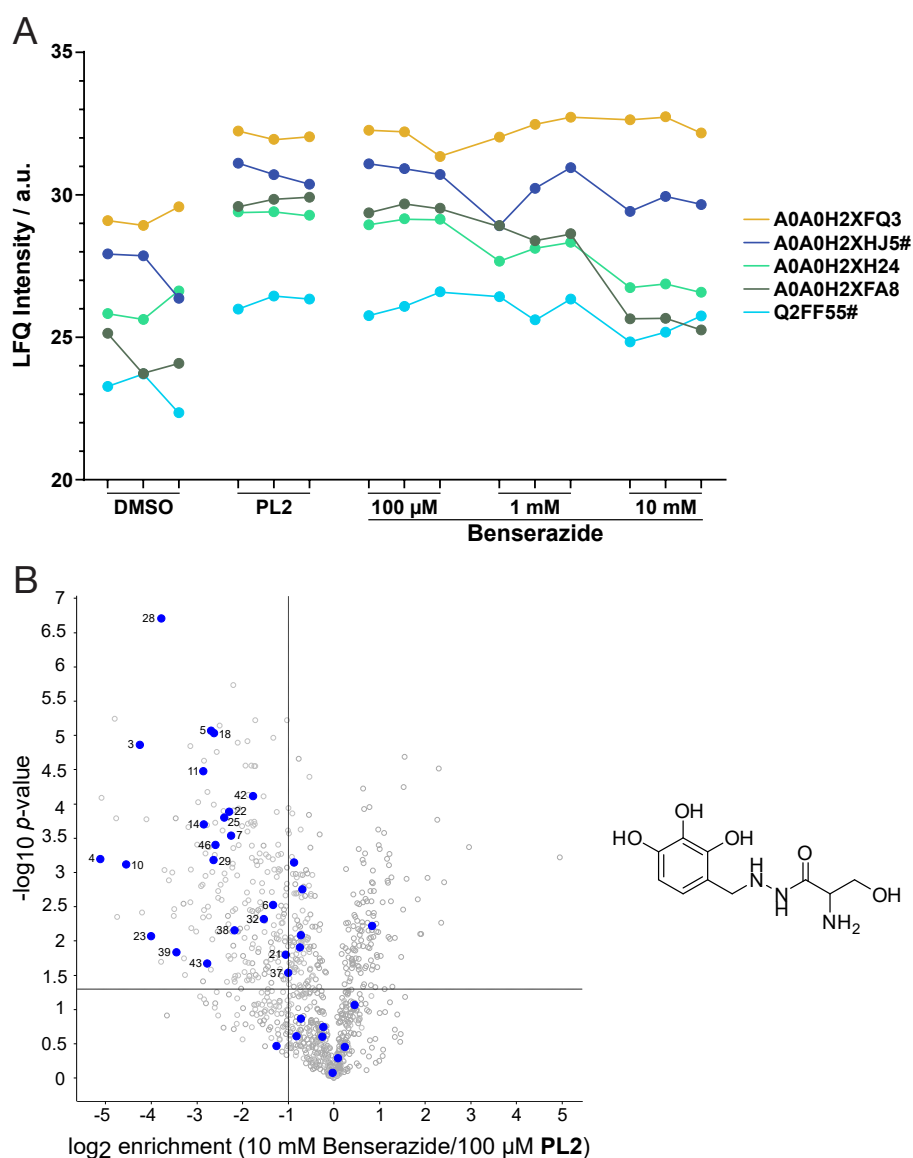 A
LFQ Intensity / a.u.
35
30
25
20
DMSO
PL2
100 µM
1 mM
10 mM
Benserazide
A0A0H2XFQ3
A0A0H2XHJ5#
A0A0H2XH24
A0A0H2XFA8
Q2FF55#
B
-log10 p-value
7
6.5
6
5.5
5
4.5
4
3.5
3
2.5
2
1.5
1
0.5
0
28
5
18
3
11
42
22
25
14
7
46
29
4
10
6
32
38
23
39
43
21
37
-5
-4
-3
-2
-1
0
1
2
3
4
5
log2 enrichment (10 mM Benserazide/100 µM PL2)
OH
HO
OH
H
N
N
H
O
OH
NH2